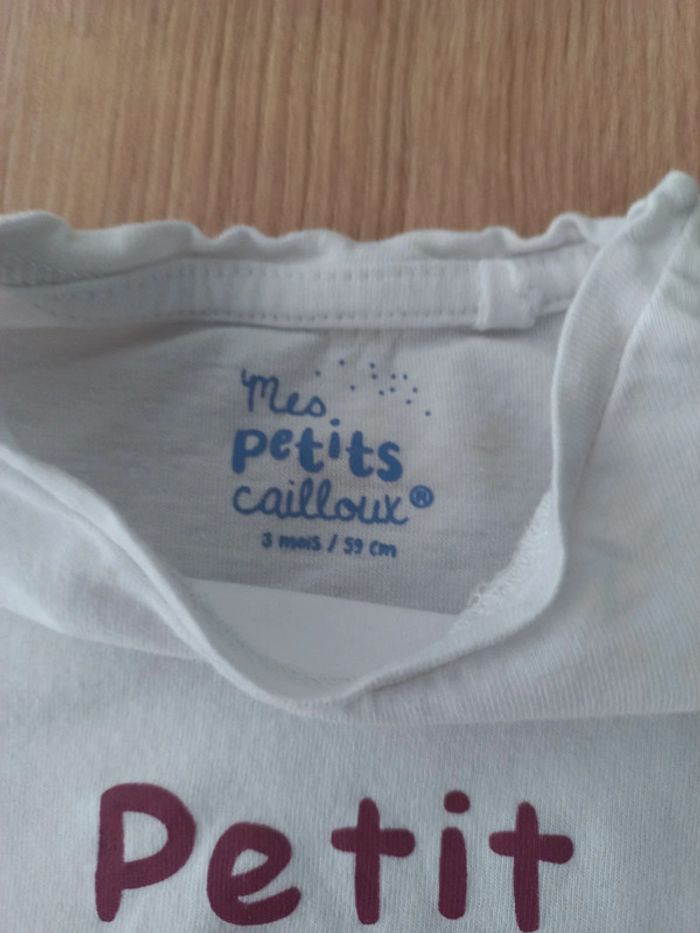 Mes
petits
cailloux®
3 mois / 59 cm
Petit